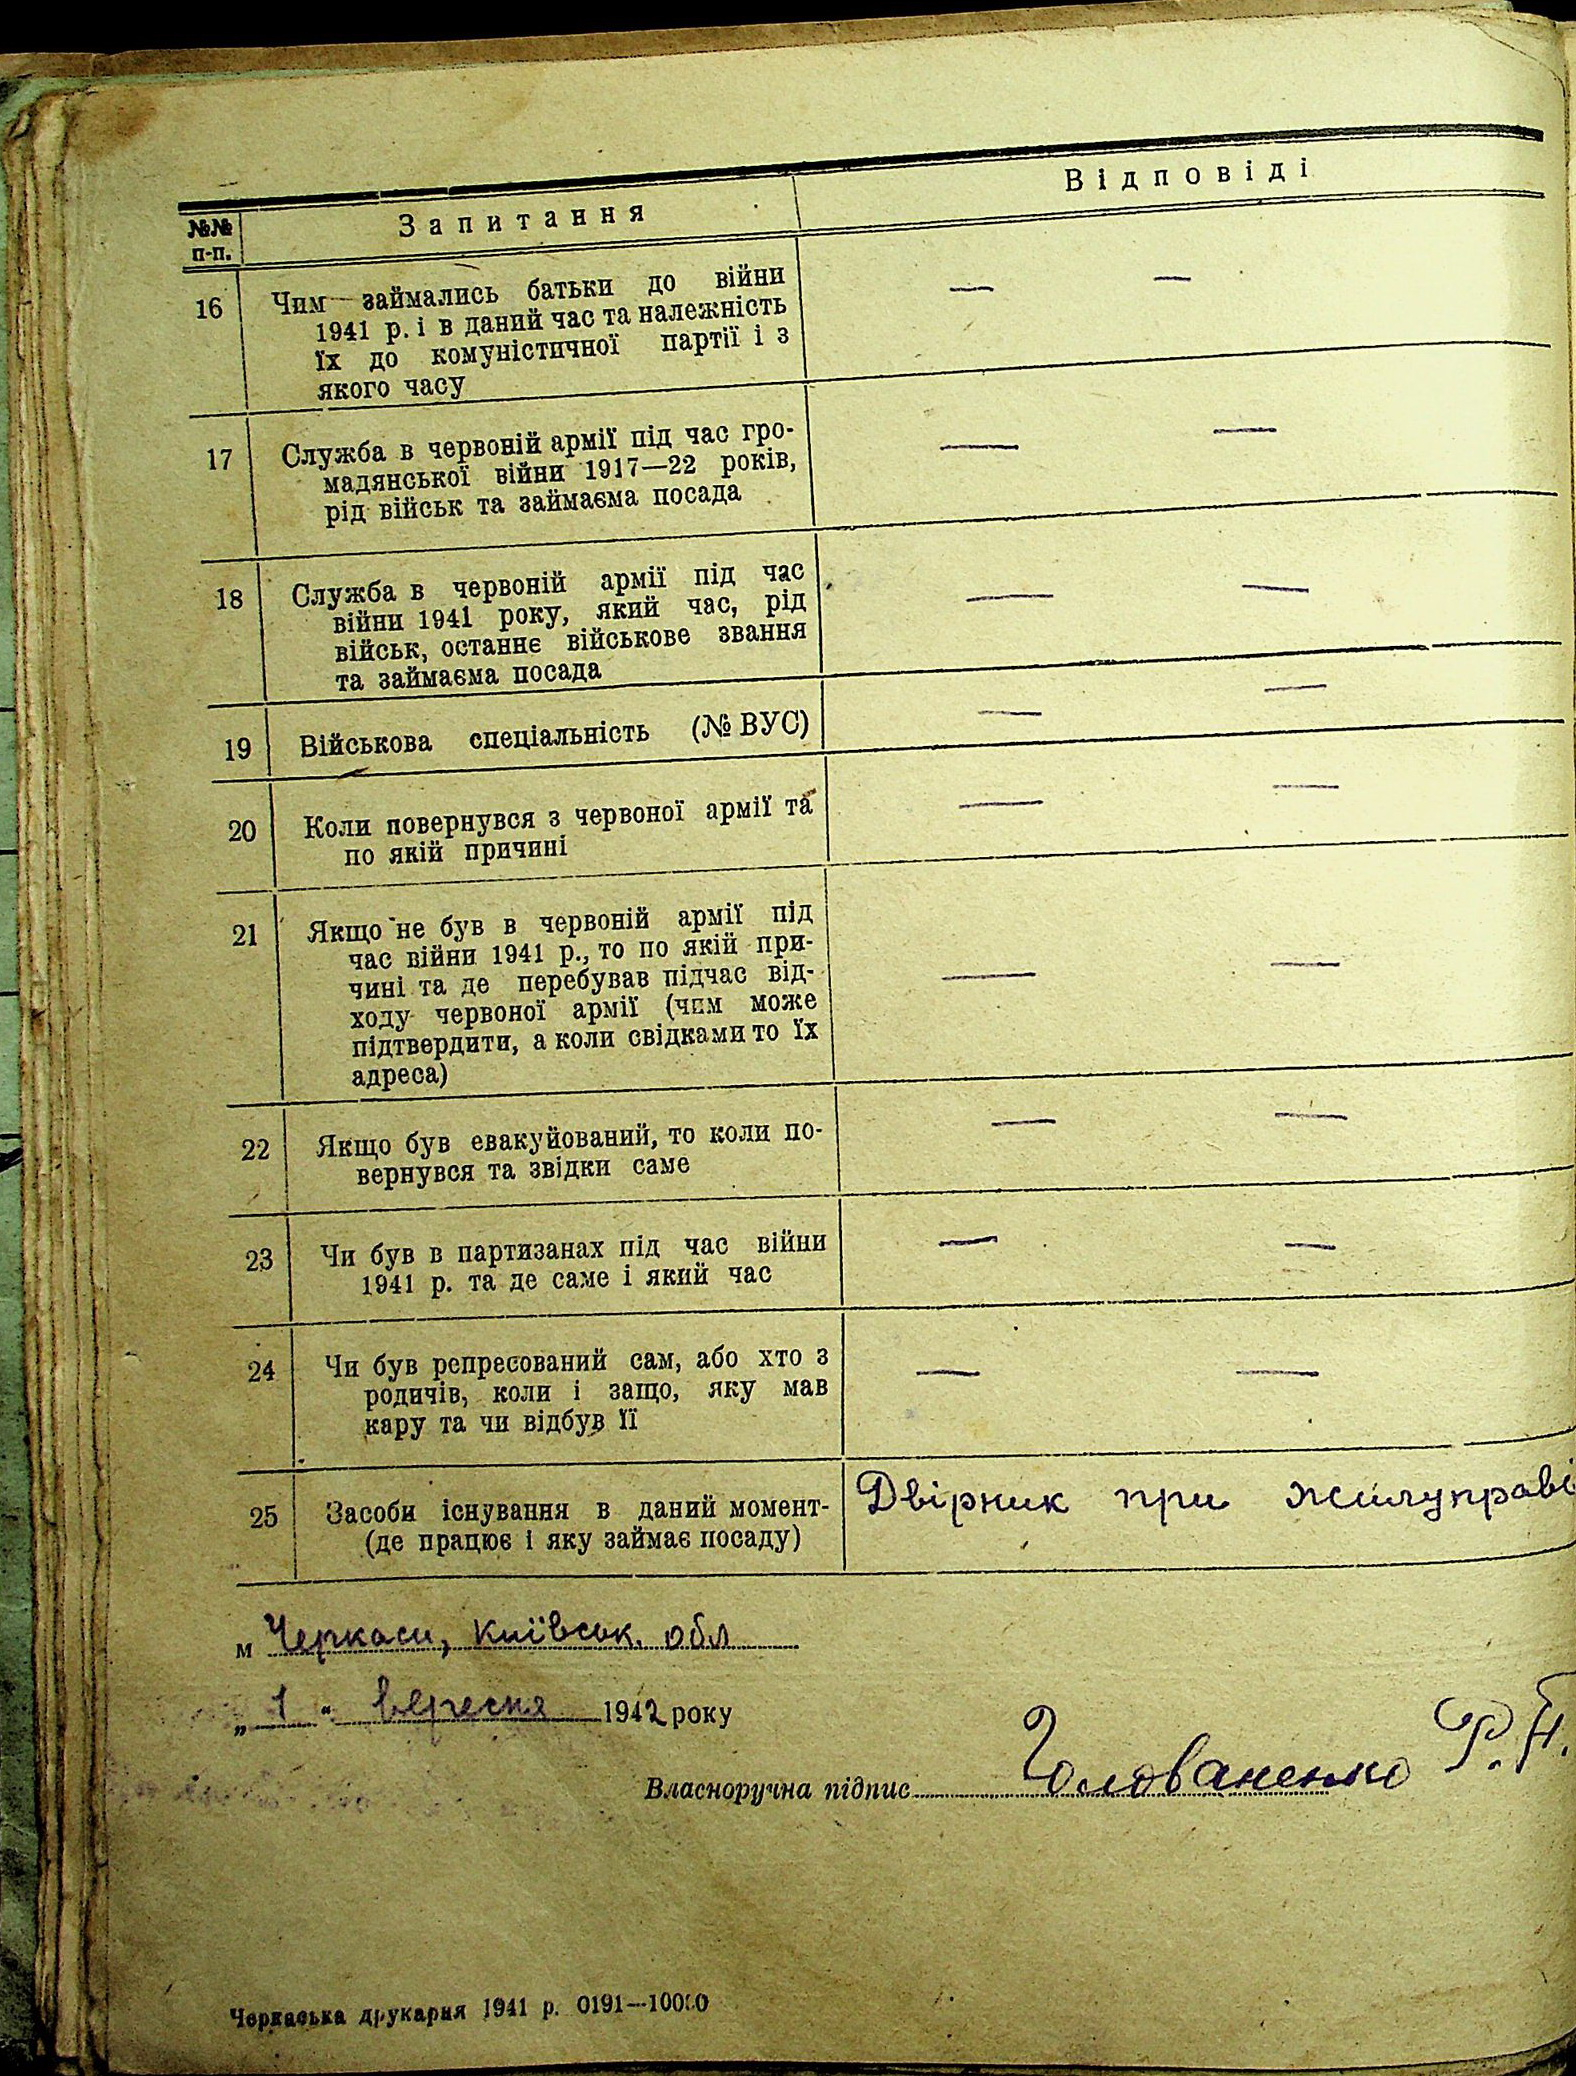 №№ п-п.
Запитання
Відповіді
16
Чим займались батьки до війни
1941 р. і в даний час та належність
їх до комуністичної партії і з
якого часу
— —
17
Служба в червоній армії під час гро-
мадянської війни 1917—22 років,
рід військ та займаєма посада
— —
18
Служба в червоній армії під час
війни 1941 року, який час, рід
військ, останнє військове звання
та займаєма посада
— —
19
Військова спеціальність (№ ВУС)
— —
20
Коли повернувся з червоної армії та
по якій причині
— —
21
Якщо не був в червоній армії під
час війни 1941 р., то по якій при-
чині та де перебував підчас від-
ходу червоної армії (чим може
підтвердити, а коли свідками то їх
адреса)
— —
22
Якщо був евакуйований, то коли по-
вернувся та звідки саме
— —
23
Чи був в партизанах під час війни
1941 р. та де саме і який час
— —
24
Чи був репресований сам, або хто з
родичів, коли і защо, яку мав
кару та чи відбув її
— —
25
Засоби існування в даний момент-
(де працює і яку займає посаду)
Двірник при жилуправі
м Черкаси, Київськ. обл
„ 1 “ вересня 1942 року
Власноручна підпис Голованенко
Черкаська друкарня 1941 р. 0191—10000